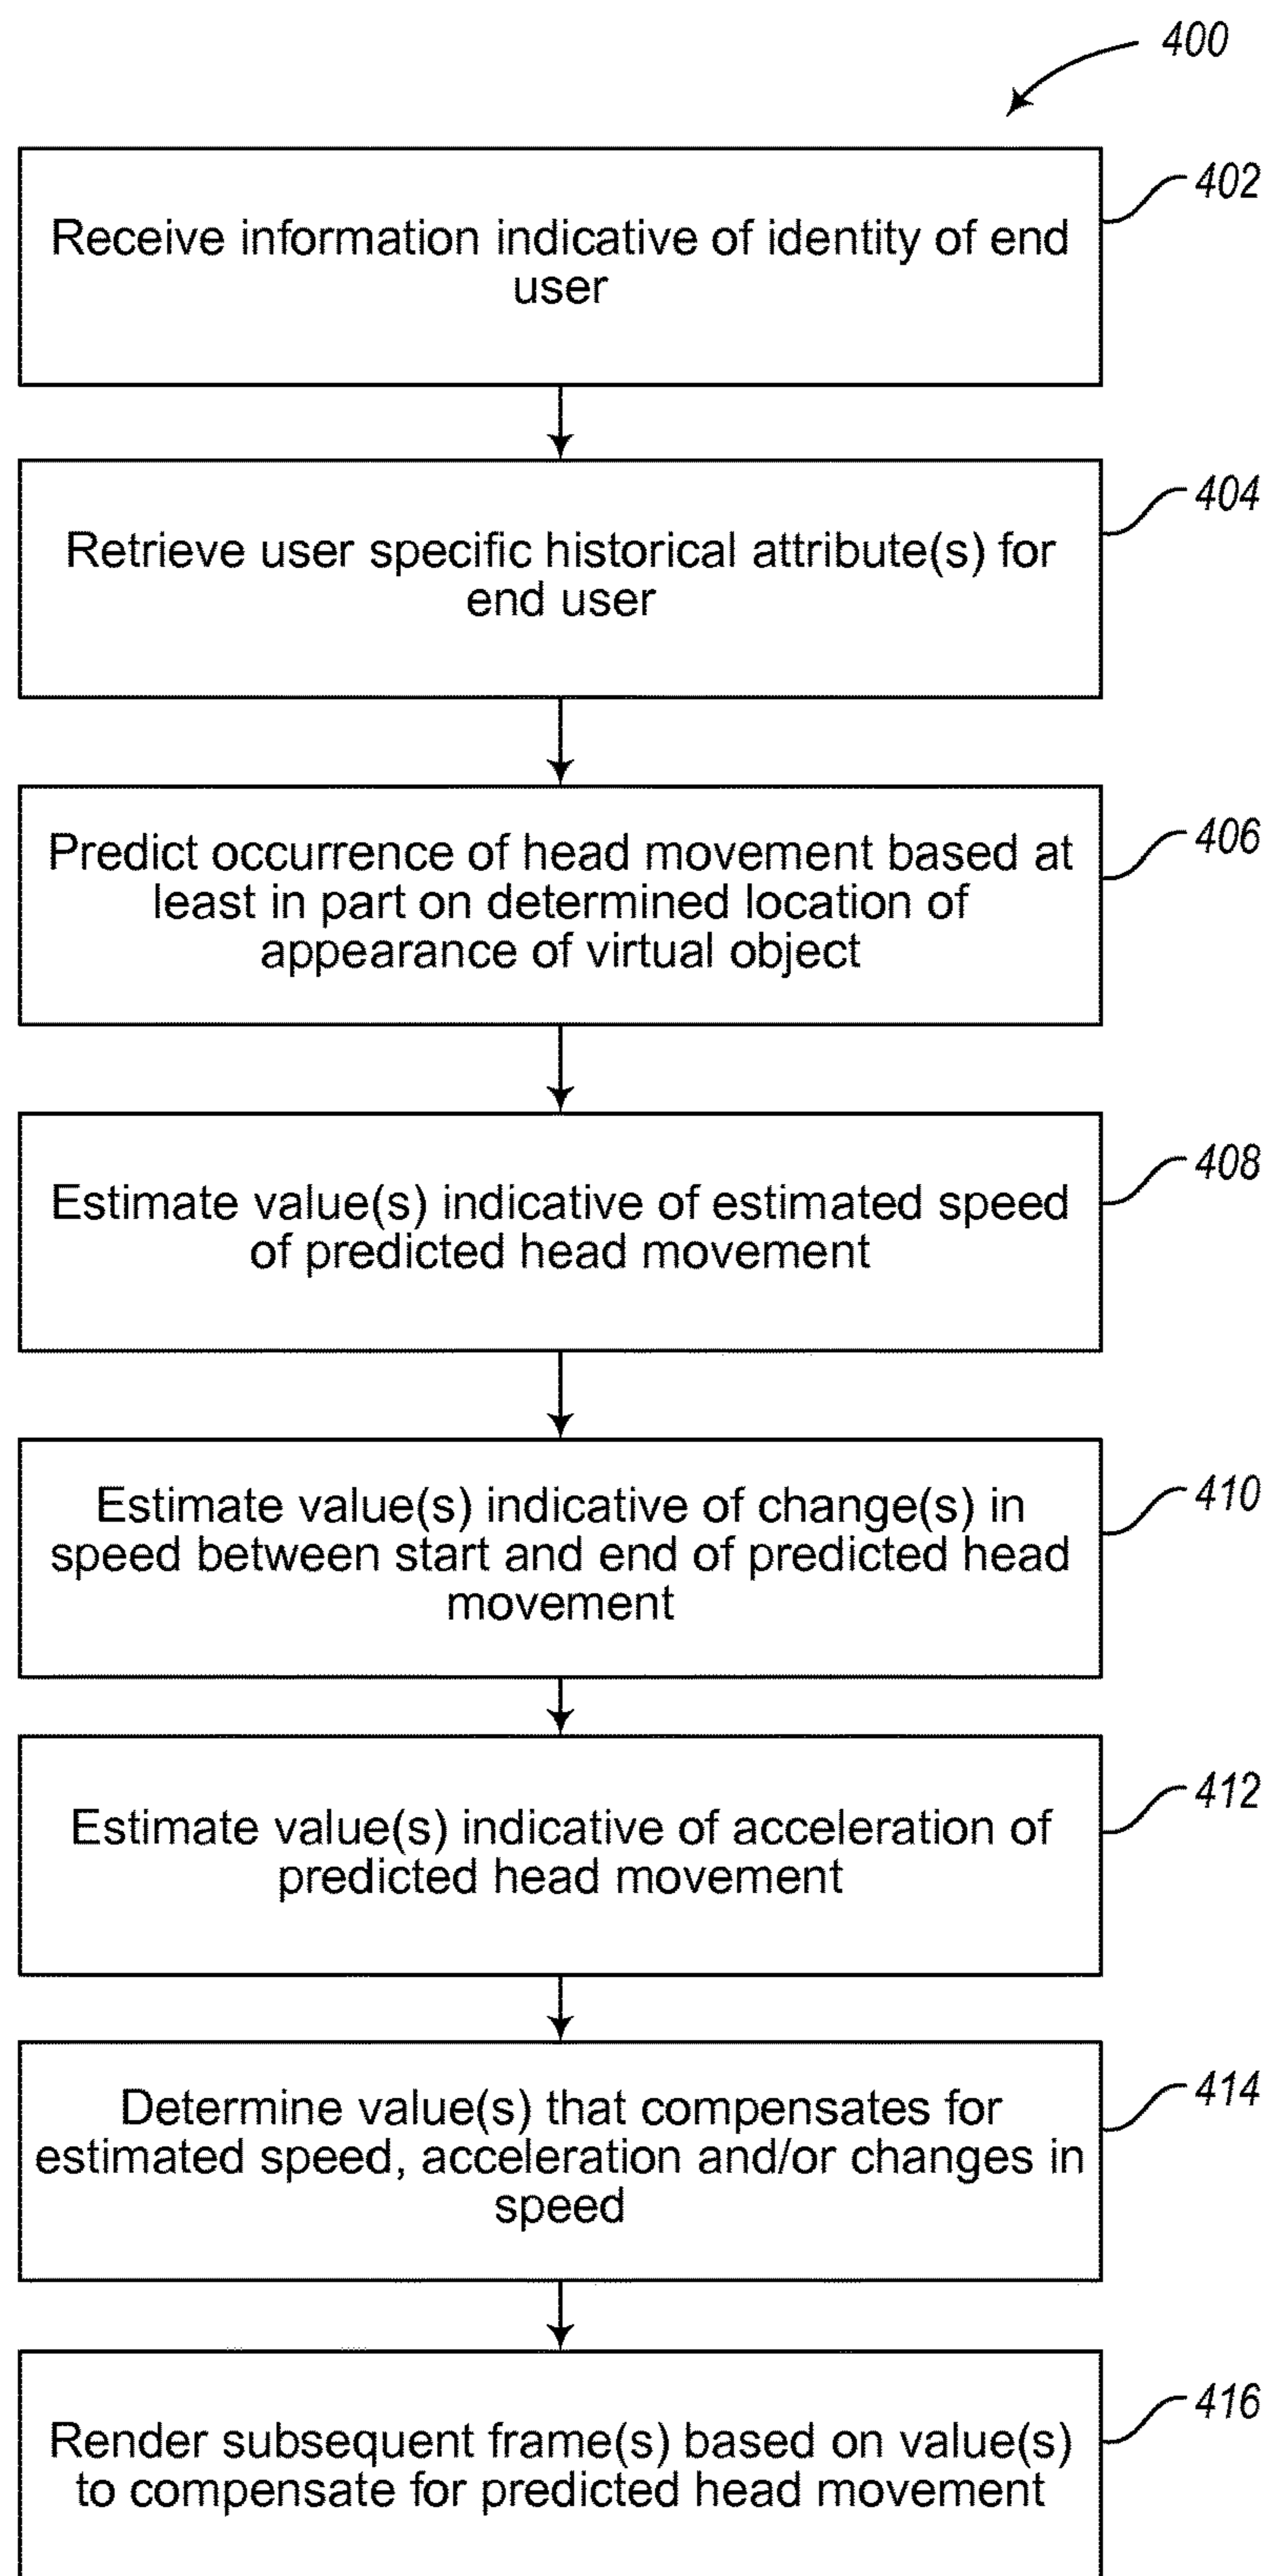 400
402
Receive information indicative of identity of end
user
404
Retrieve user specific historical attribute(s) for
end user
406
Predict occurrence of head movement based at
least in part on determined location of
appearance of virtual object
408
Estimate value(s) indicative of estimated speed
of predicted head movement
410
Estimate value(s) indicative of change(s) in
speed between start and end of predicted head
movement
412
Estimate value(s) indicative of acceleration of
predicted head movement
414
Determine value(s) that compensates for
estimated speed, acceleration and/or changes in
speed
416
Render subsequent frame(s) based on value(s)
to compensate for predicted head movement